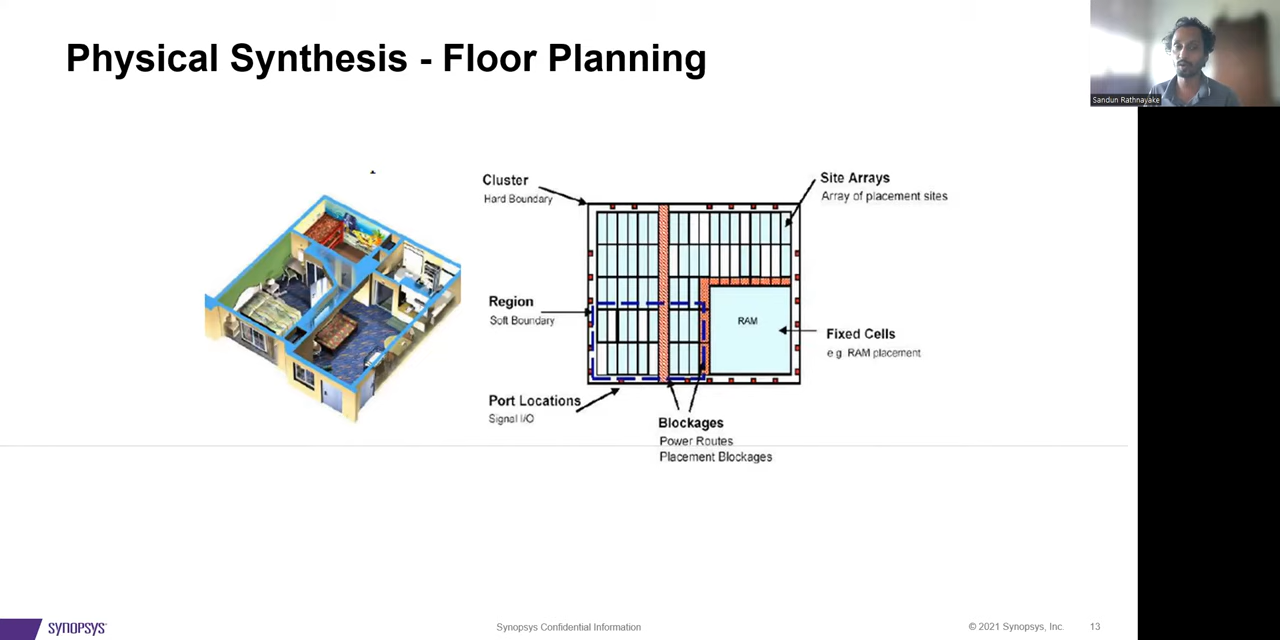 Physical Synthesis - Floor Planning
Sandun Rathnayake
Cluster
Hard Boundary
Site Arrays
Array of placement sites
Region
Soft Boundary
RAM
Fixed Cells
e.g RAM placement
Port Locations
Signal I/O
Blockages
Power Routes
Placement Blockages
SYNOPSYS
Synopsys Confidential Information
© 2021 Synopsys, Inc.
13